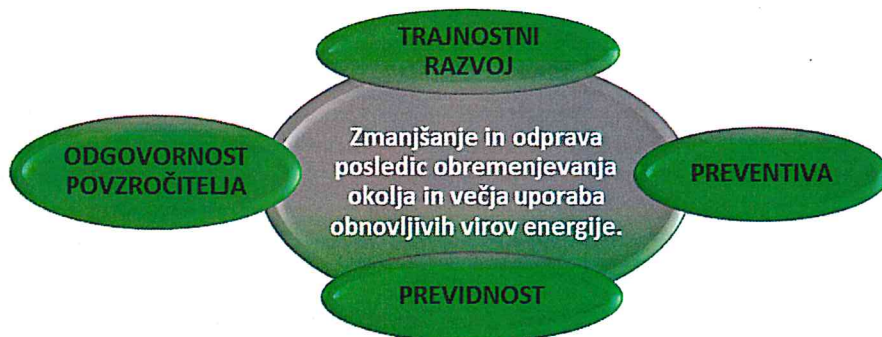 TRAJNOSTNI
RAZVOJ
ODGOVORNOST
POVZROČITELJA
Zmanjšanje in odprava
posledic obremenjevanja
okolja in večja uporaba
obnovljivih virov energije.
PREVENTIVA
PREVIDNOST